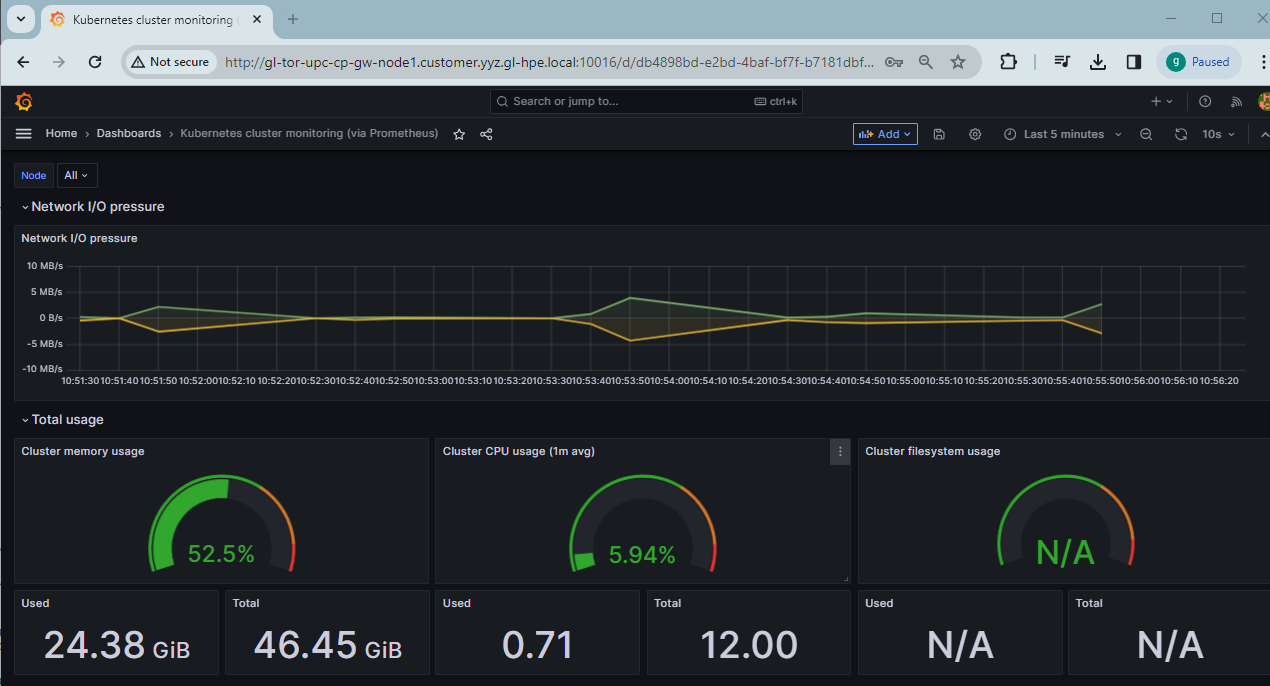 Kubernetes cluster monitoring (
Not secure
http://gl-tor-upc-cp-gw-node1.customer.yyz.gl-hpe.local:10016/d/db4898bd-e2bd-4baf-bf7f-b7181dbf...
g Paused
Search or jump to...
ctrl+k
Home › Dashboards › Kubernetes cluster monitoring (via Prometheus)
Add
Last 5 minutes
10s
Node All
Network I/O pressure
Network I/O pressure
10 MB/s
5 MB/s
0 B/s
-5 MB/s
-10 MB/s
10:51:30 10:51:40 10:51:50 10:52:00 10:52:10 10:52:20 10:52:30 10:52:40 10:52:50 10:53:00 10:53:10 10:53:20 10:53:30 10:53:40 10:53:50 10:54:00 10:54:10 10:54:20 10:54:30 10:54:40 10:54:50 10:55:00 10:55:10 10:55:20 10:55:30 10:55:40 10:55:50 10:56:00 10:56:10 10:56:20
Total usage
Cluster memory usage
52.5%
Cluster CPU usage (1m avg)
5.94%
Cluster filesystem usage
N/A
Used
24.38 GiB
Total
46.45 GiB
Used
0.71
Total
12.00
Used
N/A
Total
N/A